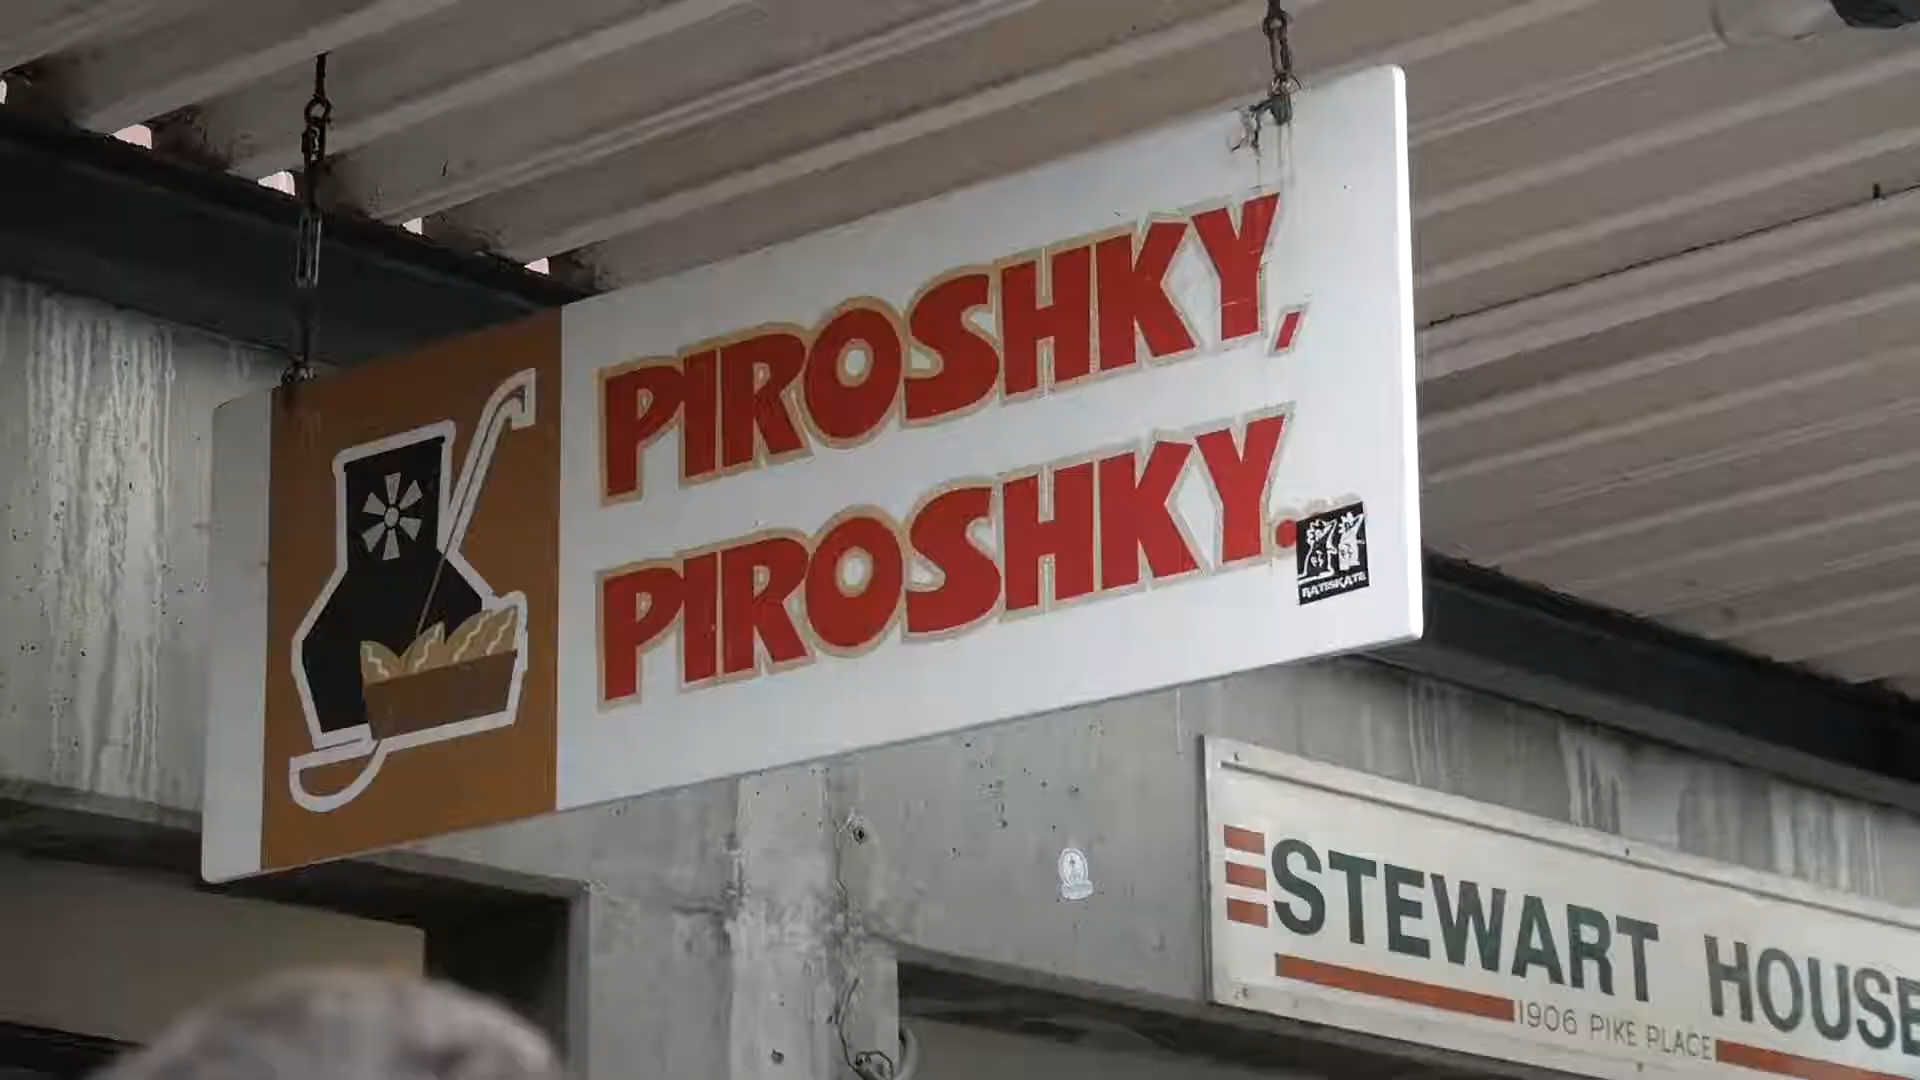 PIROSHKY,
PIROSHKY.
RATSKATE
STEWART HOUSE
1906 PIKE PLACE